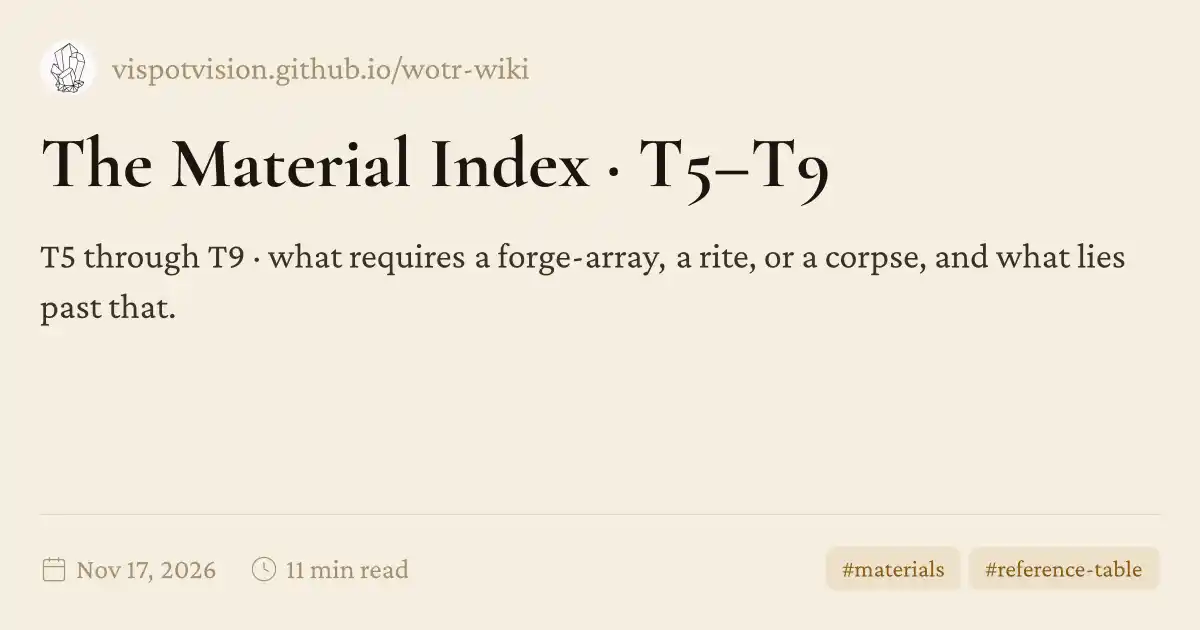 vispotvision.github.io/wotr-wiki
The Material Index · T5–T9
T5 through T9 · what requires a forge-array, a rite, or a corpse, and what lies
past that.
Nov 17, 2026
11 min read
#materials
#reference-table